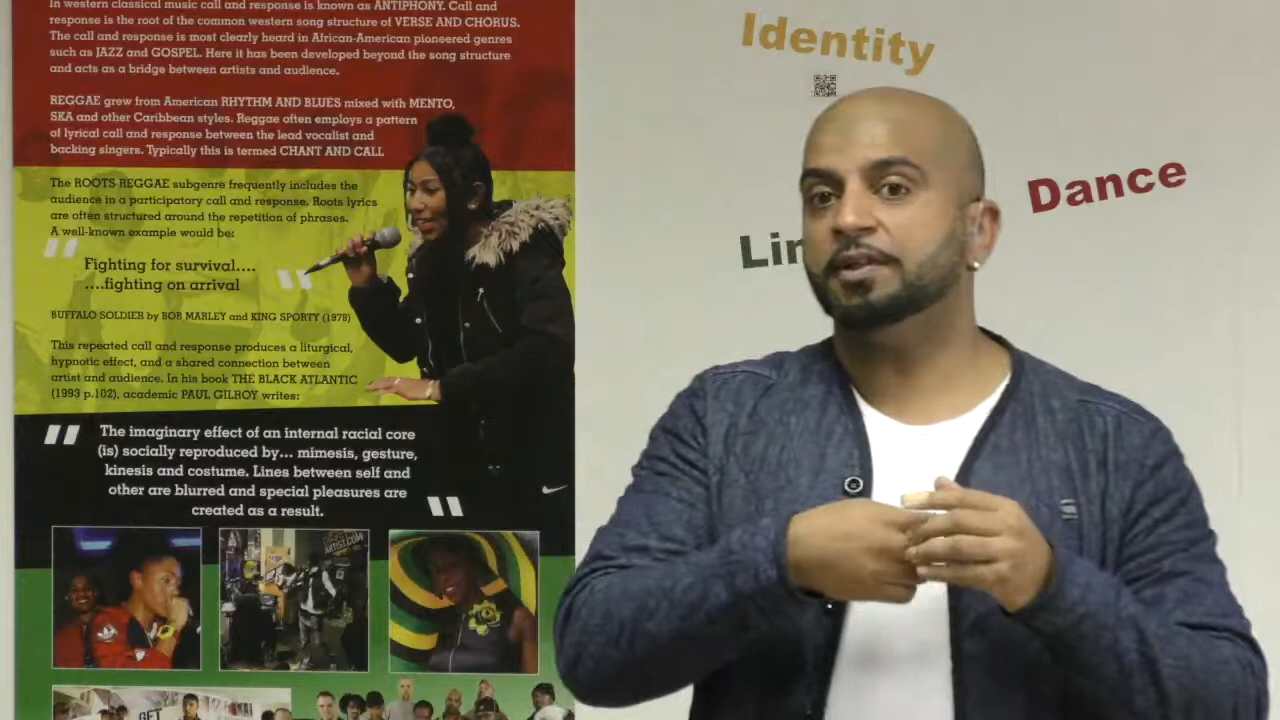 In western classical music call and response is known as ANTIPHONY. Call and
response is the root of the common western song structure of VERSE AND CHORUS.
The call and response is most clearly heard in African-American pioneered genres
such as JAZZ and GOSPEL. Here it has been developed beyond the song structure
and acts as a bridge between artists and audience.
REGGAE grew from American RHYTHM AND BLUES mixed with MENTO,
SKA and other Caribbean styles. Reggae often employs a pattern
of lyrical call and response between the lead vocalist and
backing singers. Typically this is termed CHANT AND CALL
The ROOTS REGGAE subgenre frequently includes the
audience in a participatory call and response. Roots lyrics
are often structured around the repetition of phrases.
A well-known example would be:
Fighting for survival....
....fighting on arrival
BUFFALO SOLDIER by BOB MARLEY and KING SPORTY (1978)
This repeated call and response produces a liturgical,
hypnotic effect, and a shared connection between
artist and audience. In his book THE BLACK ATLANTIC
(1993 p.102), academic PAUL GILROY writes:
The imaginary effect of an internal racial core
(is) socially reproduced by... mimesis, gesture,
kinesis and costume. Lines between self and
other are blurred and special pleasures are
created as a result.
ARTIST.COM
GET
Identity
Dance
Lin